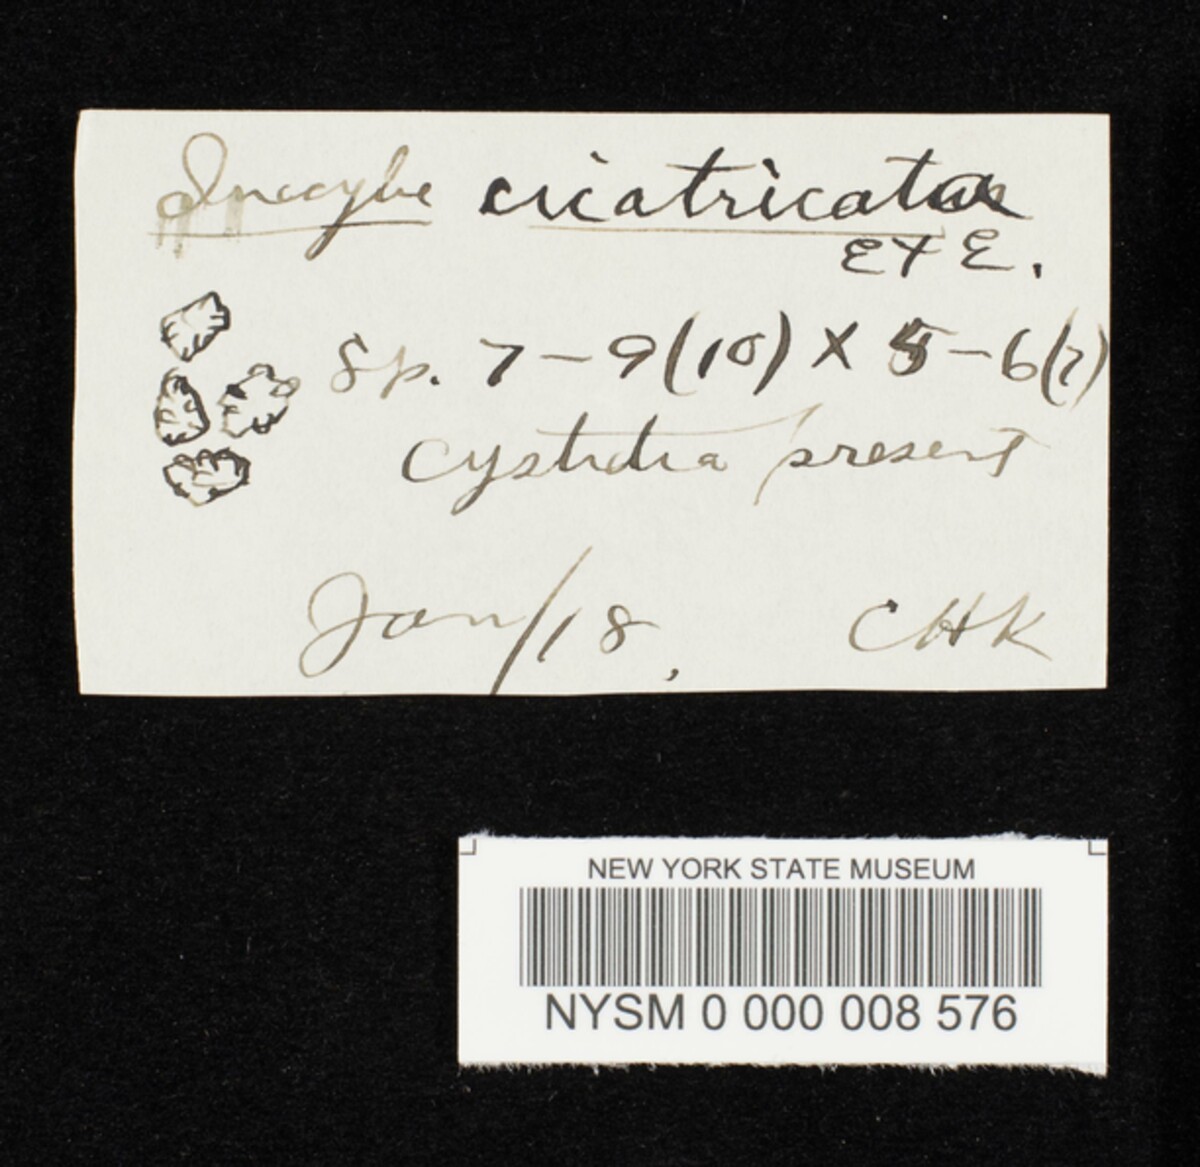 Inocybe cicatricata
E & E.
Sp. 7-9(10) X 5-6(7)
Cystidia present
Jan/18. CHK
NEW YORK STATE MUSEUM
NYSM 0 000 008 576